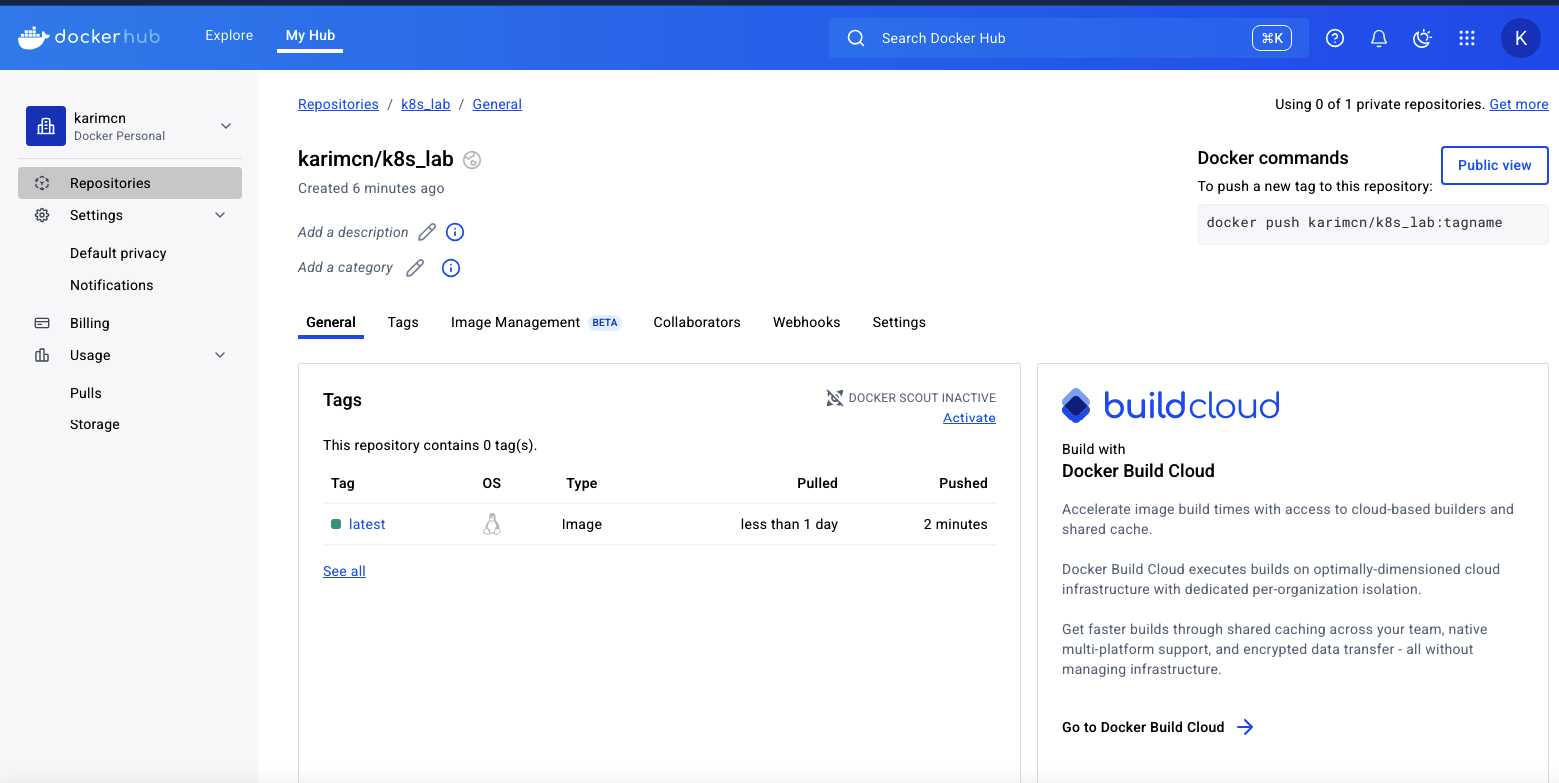 dockerhub Explore My Hub Search Docker Hub ⌘K K
karimcn
Docker Personal
Repositories
Settings
Default privacy
Notifications
Billing
Usage
Pulls
Storage
Repositories / k8s_lab / General
Using 0 of 1 private repositories. Get more
karimcn/k8s_lab
Created 6 minutes ago
Add a description
Add a category
Docker commands
Public view
To push a new tag to this repository:
docker push karimcn/k8s_lab:tagname
General Tags Image Management BETA Collaborators Webhooks Settings
Tags
DOCKER SCOUT INACTIVE
Activate
This repository contains 0 tag(s).
Tag OS Type Pulled Pushed
latest Image less than 1 day 2 minutes
See all
buildcloud
Build with
Docker Build Cloud
Accelerate image build times with access to cloud-based builders and
shared cache.
Docker Build Cloud executes builds on optimally-dimensioned cloud
infrastructure with dedicated per-organization isolation.
Get faster builds through shared caching across your team, native
multi-platform support, and encrypted data transfer - all without
managing infrastructure.
Go to Docker Build Cloud